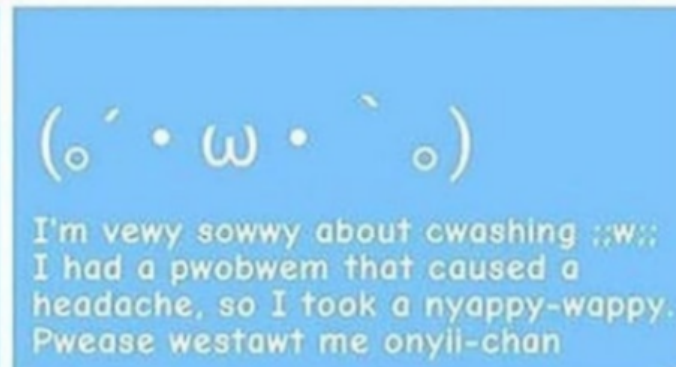 (｡´・ω・｀｡)
I'm vewy sowwy about cwashing ;;w;;
I had a pwobwem that caused a
headache, so I took a nyappy-wappy.
Pwease westawt me onyii-chan